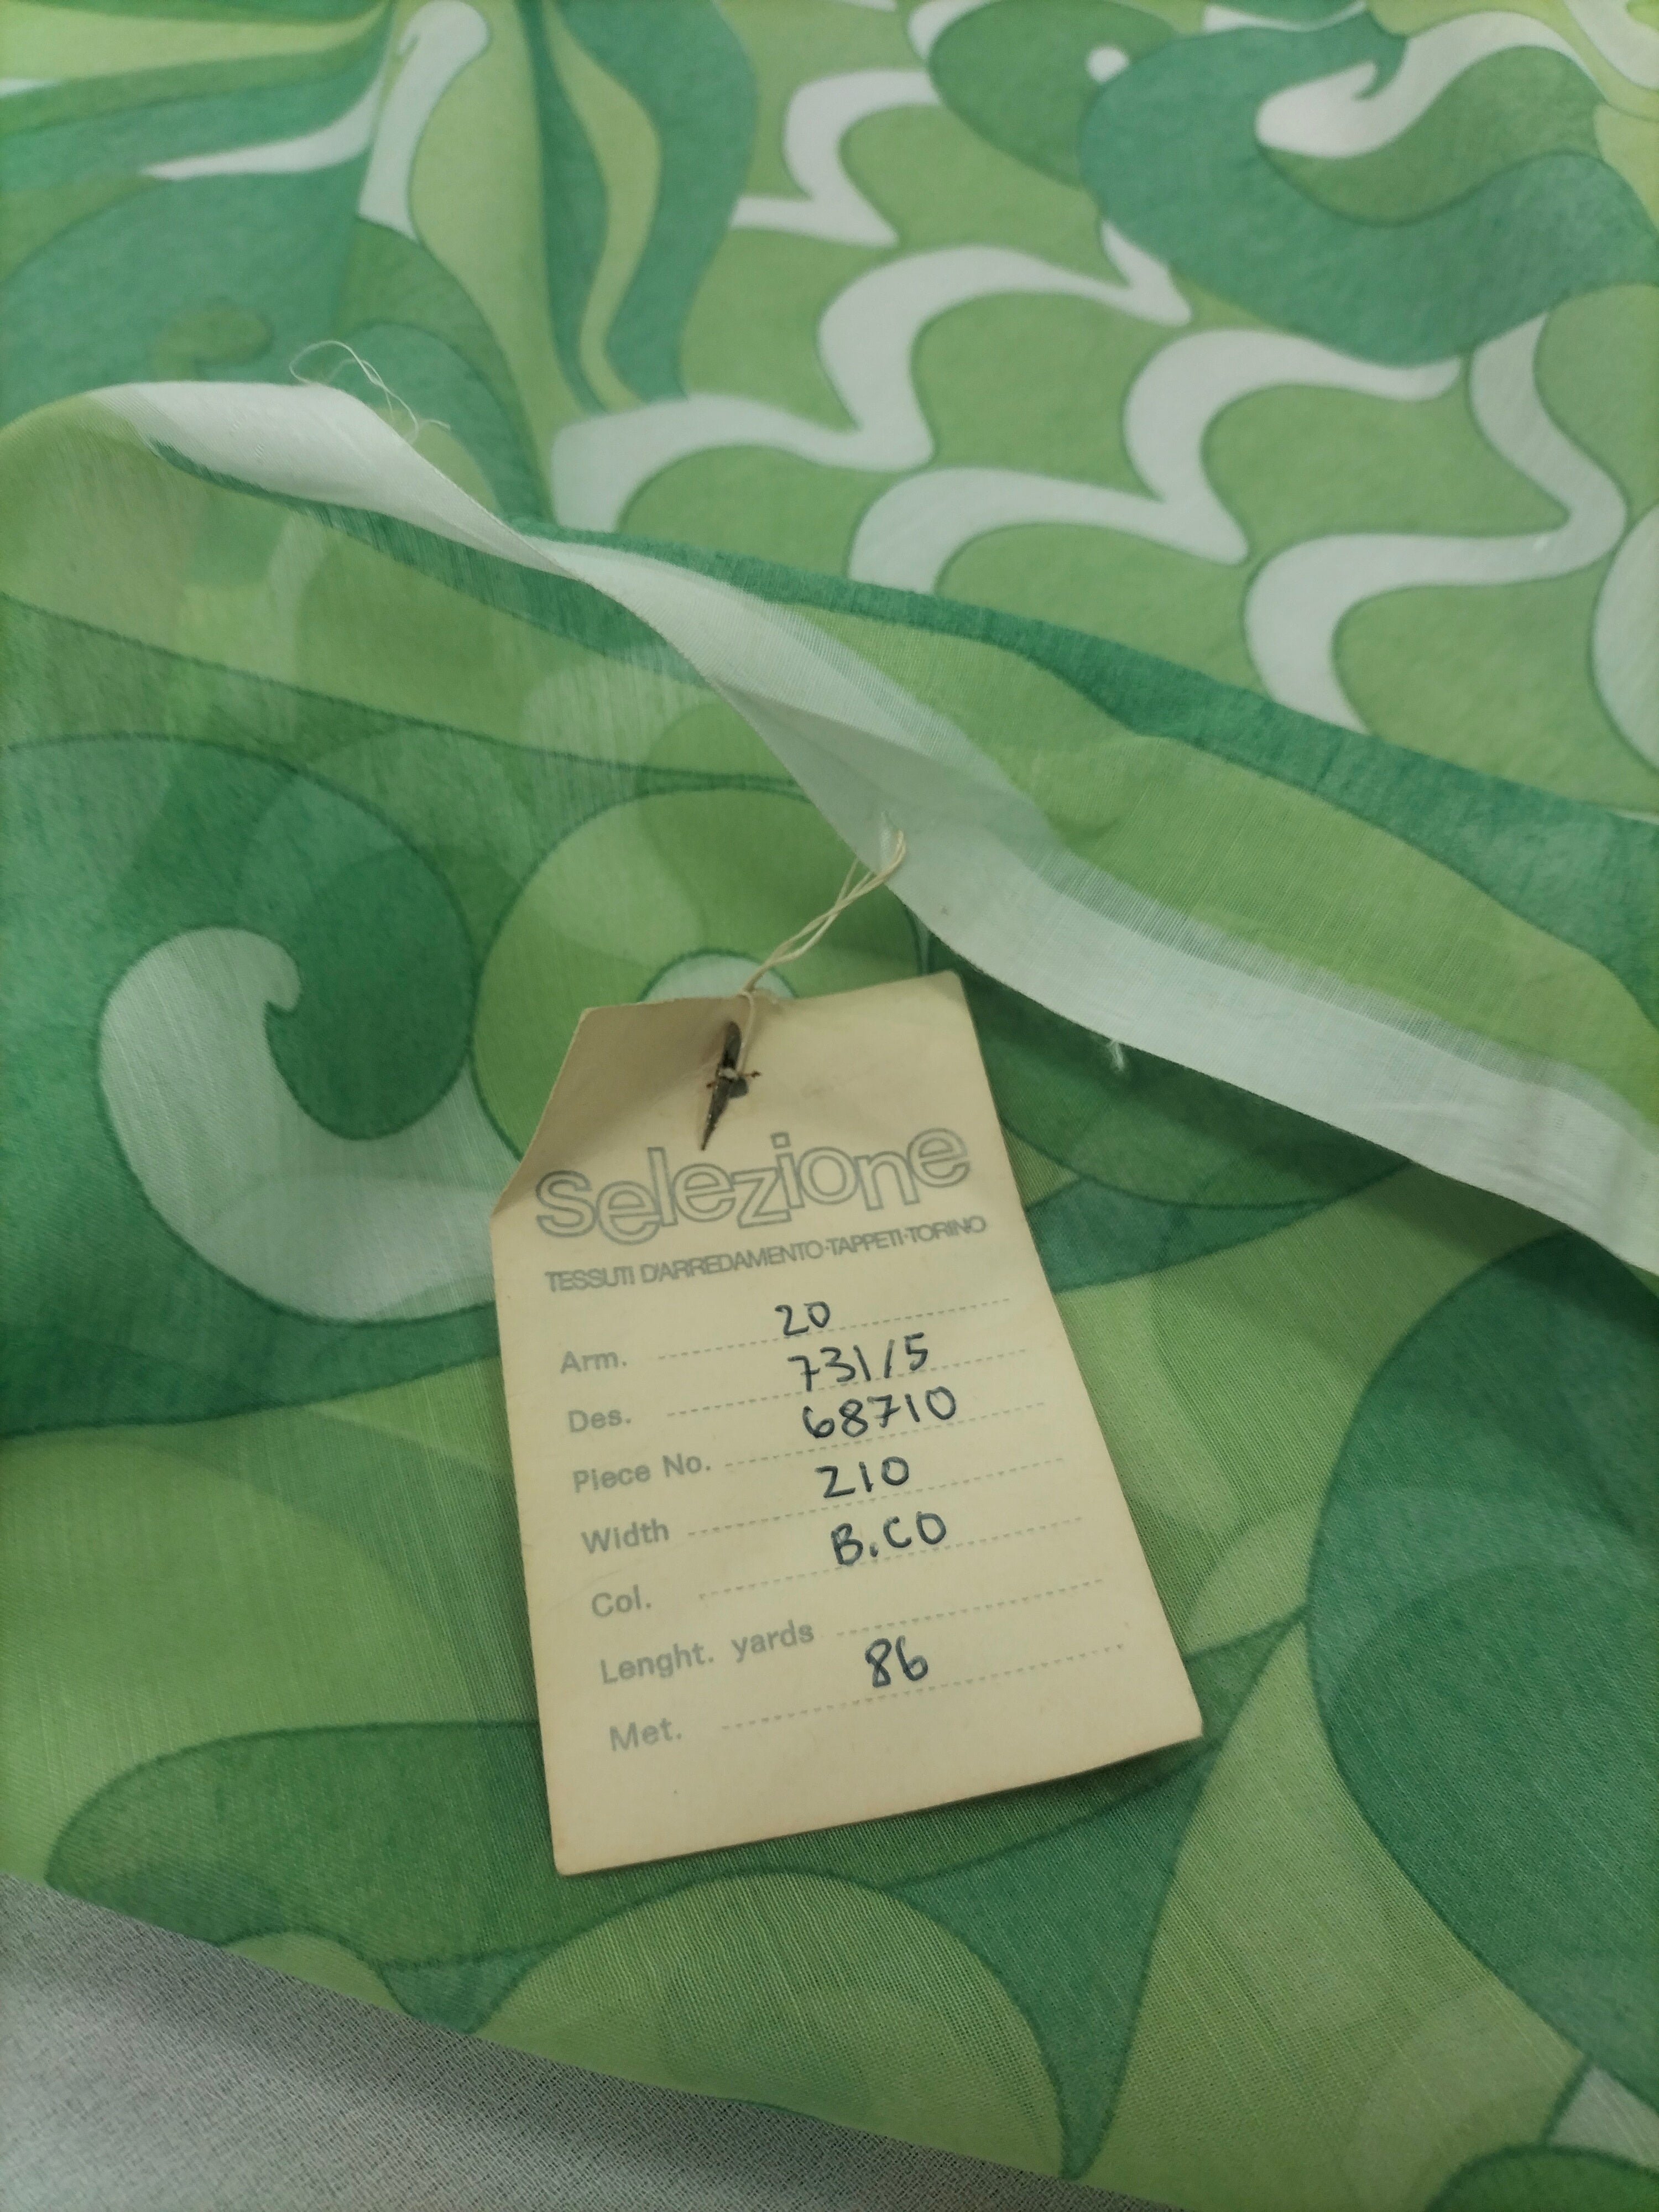 Selezione
TESSUTI D'ARREDAMENTO·TAPPETI·TORINO
Arm. 20
Des. 731/5
Piece No. 68710
Width 210
Col. B.CO
Lenght. yards
Met. 86